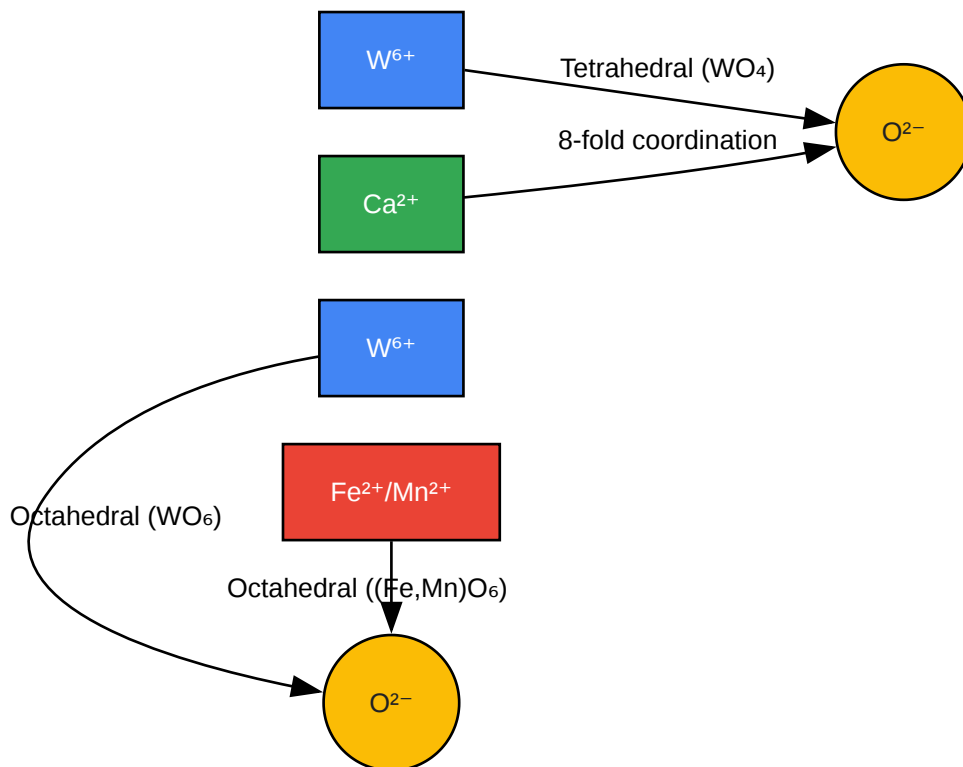 W⁶⁺
Tetrahedral (WO₄)
O²⁻
8-fold coordination
Ca²⁺
W⁶⁺
Fe²⁺/Mn²⁺
Octahedral (WO₆)
Octahedral ((Fe,Mn)O₆)
O²⁻